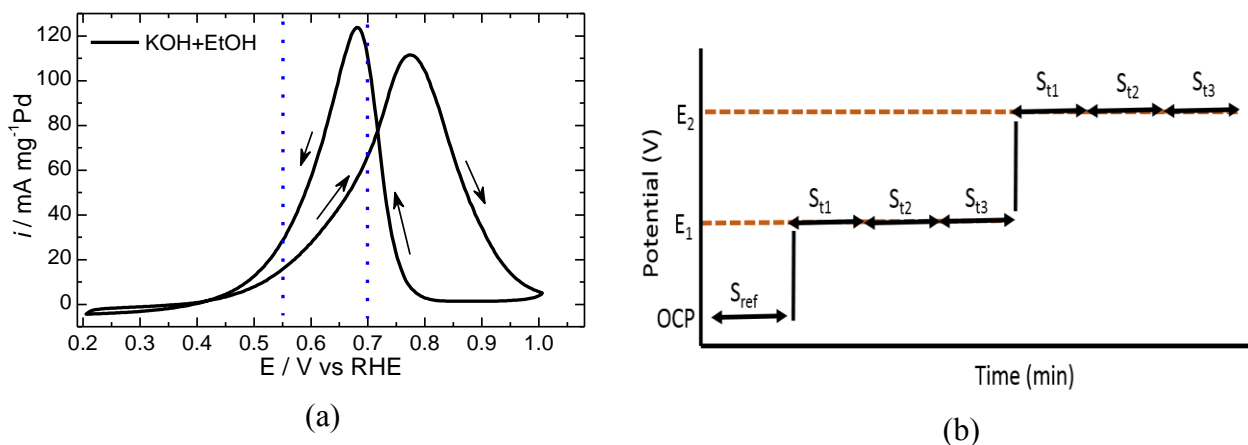 KOH+EtOH
i / mA mg⁻¹Pd
120
100
80
60
40
20
0
0.2 0.3 0.4 0.5 0.6 0.7 0.8 0.9 1.0
E / V vs RHE
(a)
Potential (V)
E₂
E₁
OCP
S_t1 S_t2 S_t3
S_t1 S_t2 S_t3
S_ref
Time (min)
(b)